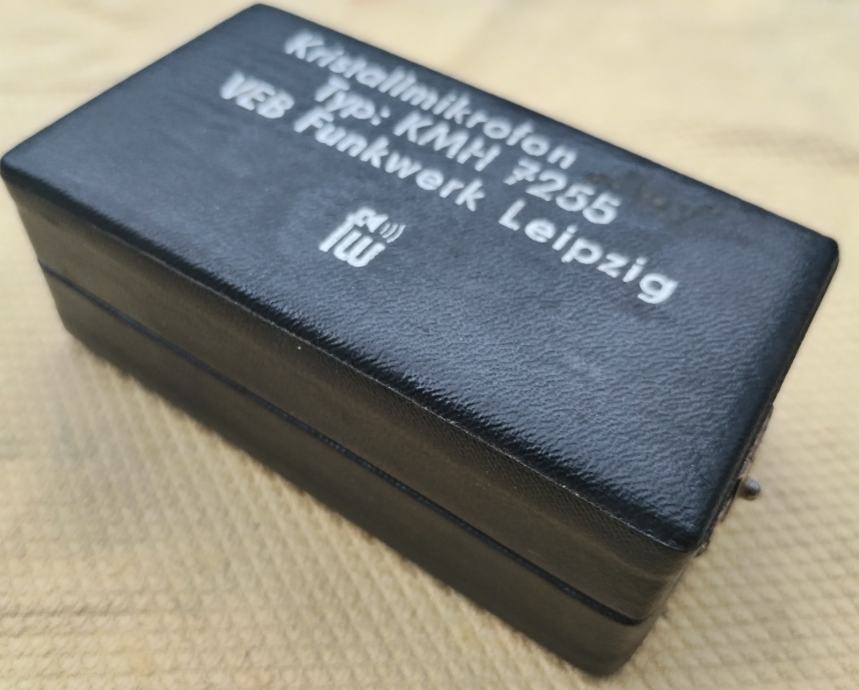 Kristallmikrofon
Typ: KMH 7255
VEB Funkwerk Leipzig
fw